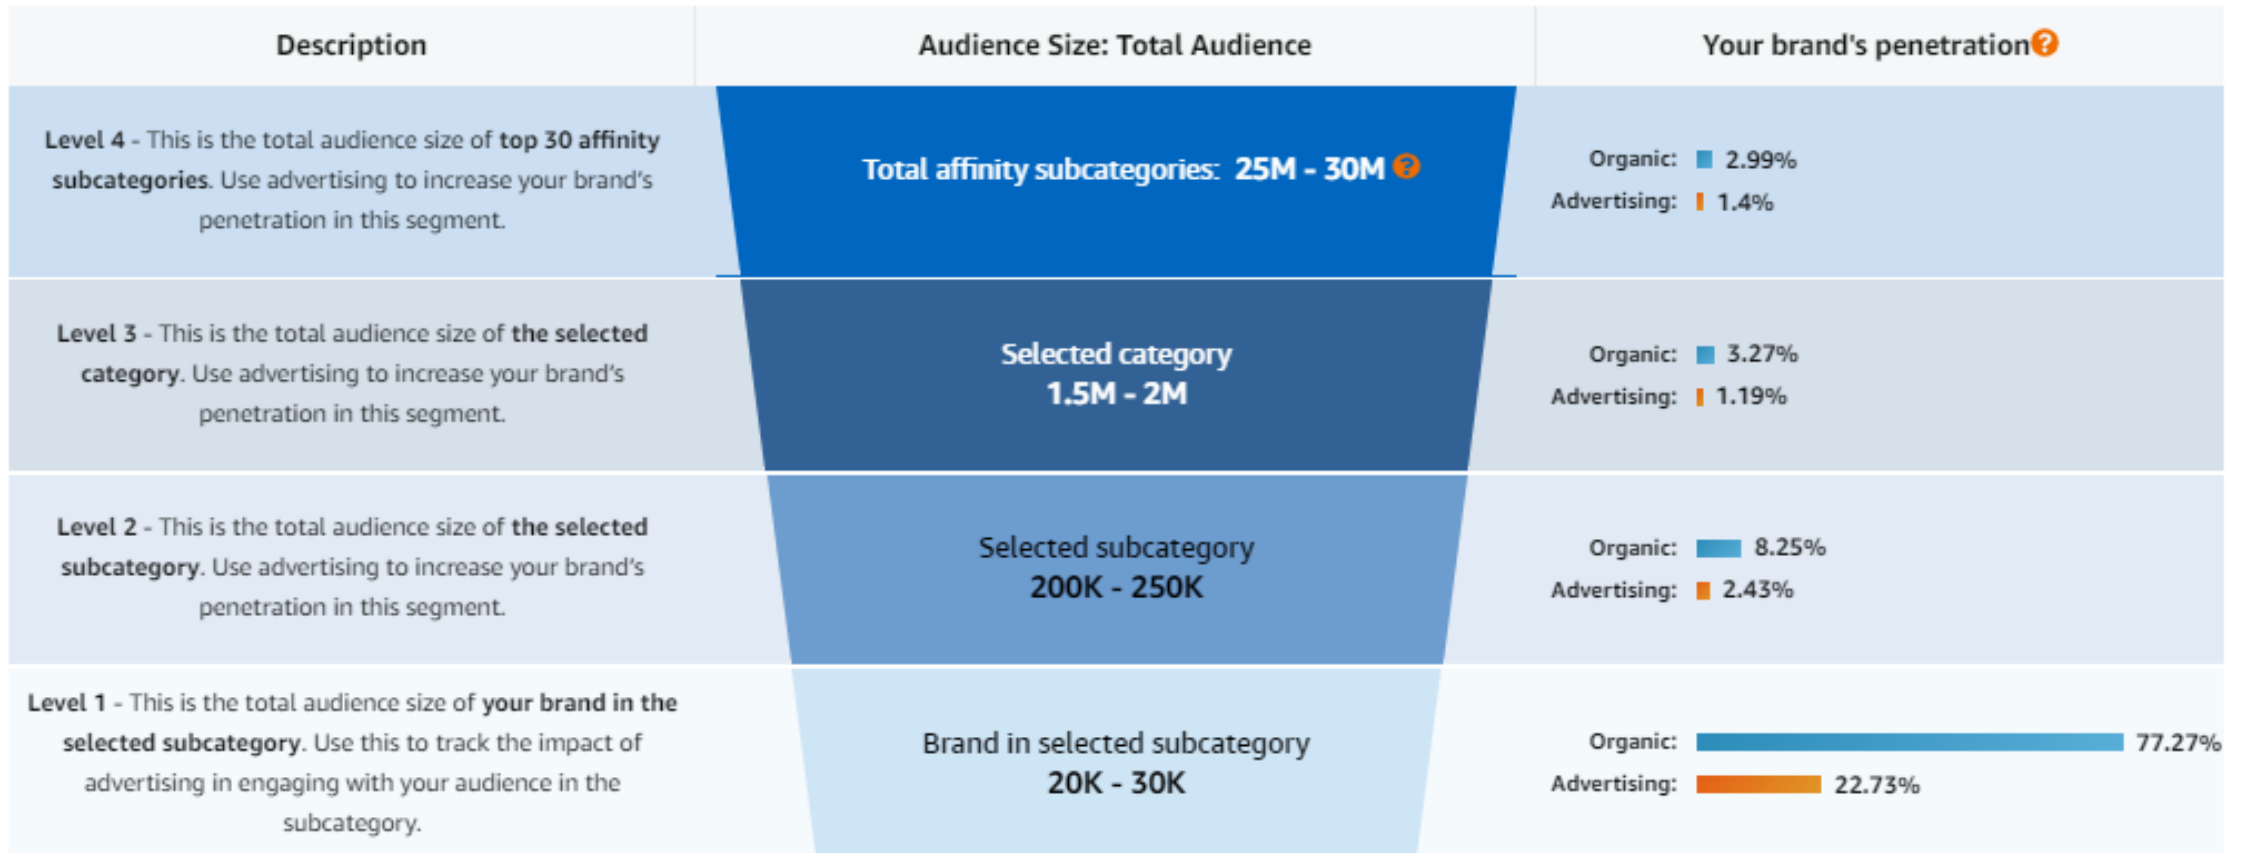 Description
Audience Size: Total Audience
Your brand's penetration?
Level 4 - This is the total audience size of top 30 affinity
subcategories. Use advertising to increase your brand's
penetration in this segment.
Total affinity subcategories: 25M - 30M ?
Organic: 2.99%
Advertising: 1.4%
Level 3 - This is the total audience size of the selected
category. Use advertising to increase your brand's
penetration in this segment.
Selected category
1.5M - 2M
Organic: 3.27%
Advertising: 1.19%
Level 2 - This is the total audience size of the selected
subcategory. Use advertising to increase your brand's
penetration in this segment.
Selected subcategory
200K - 250K
Organic: 8.25%
Advertising: 2.43%
Level 1 - This is the total audience size of your brand in the
selected subcategory. Use this to track the impact of
advertising in engaging with your audience in the
subcategory.
Brand in selected subcategory
20K - 30K
Organic: 77.27%
Advertising: 22.73%